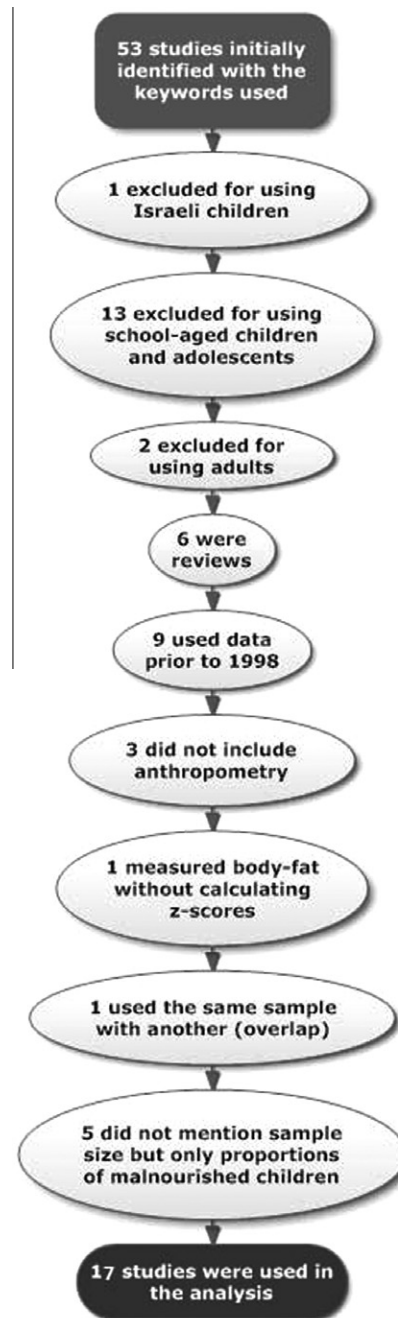 53 studies initially
identified with the
keywords used
1 excluded for using
Israeli children
13 excluded for using
school-aged children
and adolescents
2 excluded for
using adults
6 were
reviews
9 used data
prior to 1998
3 did not include
anthropometry
1 measured body-fat
without calculating
z-scores
1 used the same sample
with another (overlap)
5 did not mention sample
size but only proportions
of malnourished children
17 studies were used in
the analysis